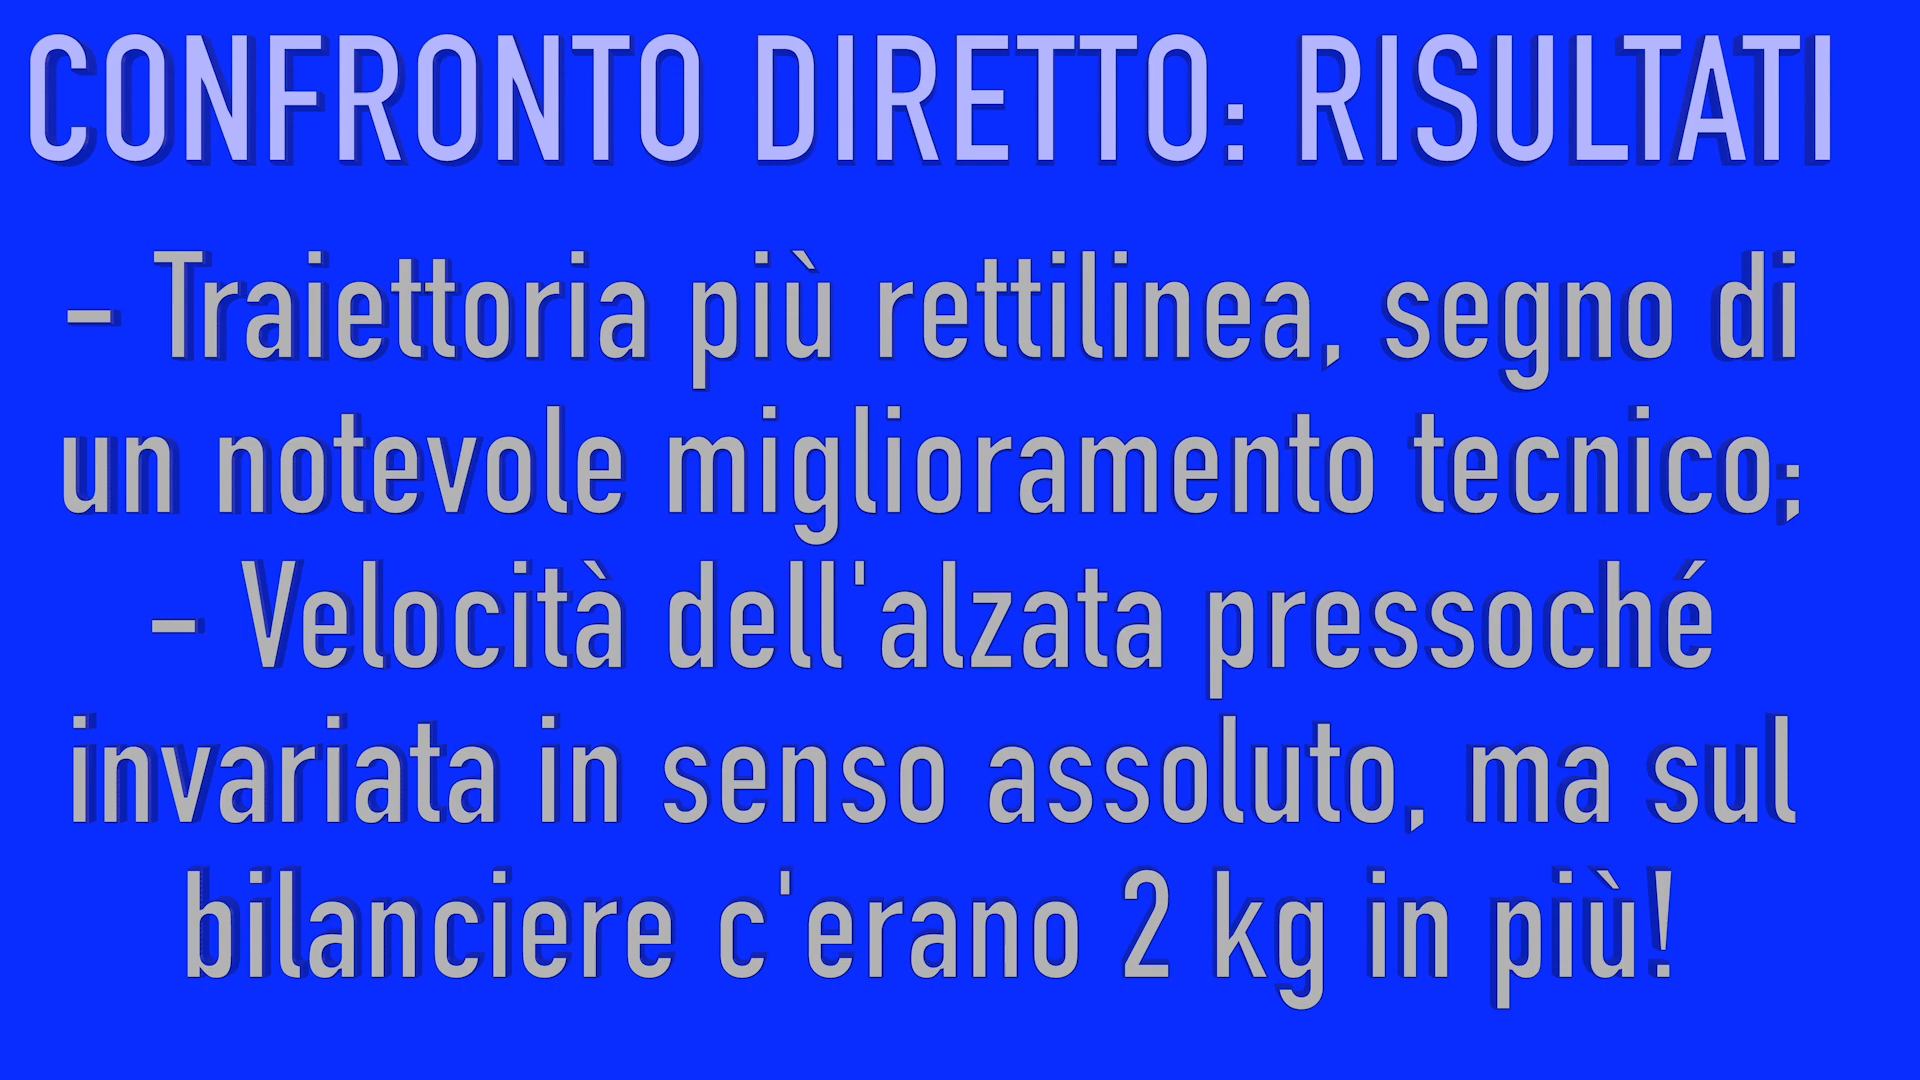 CONFRONTO DIRETTO: RISULTATI
- Traiettoria più rettilinea, segno di
un notevole miglioramento tecnico;
- Velocità dell'alzata pressoché
invariata in senso assoluto, ma sul
bilanciere c'erano 2 kg in più!